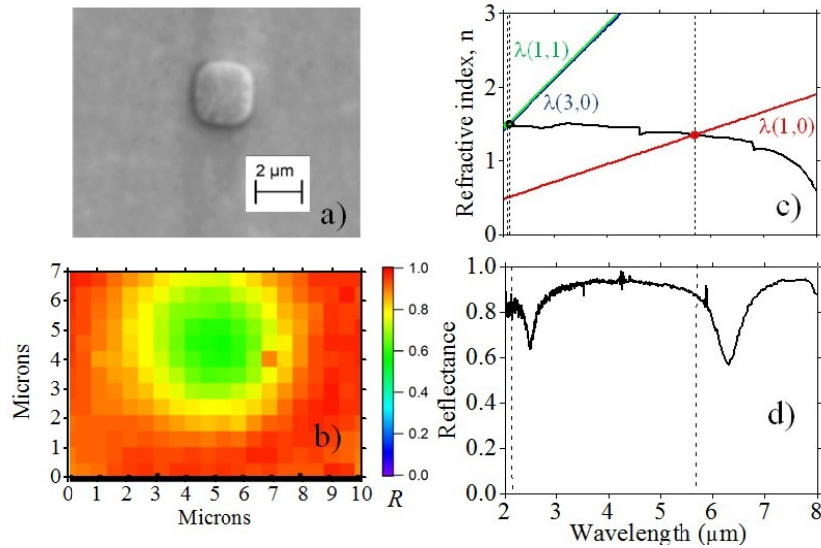 2 µm
a)
Refractive index, n
3
2
1
0
λ(1,1)
λ(3,0)
λ(1,0)
c)
Microns
7
6
5
4
3
2
1
0
0 1 2 3 4 5 6 7 8 9 10
Microns
b)
1.0
0.8
0.6
0.4
0.2
0.0
R
Reflectance
1.0
0.8
0.6
0.4
0.2
0.0
d)
2 3 4 5 6 7 8
Wavelength (µm)